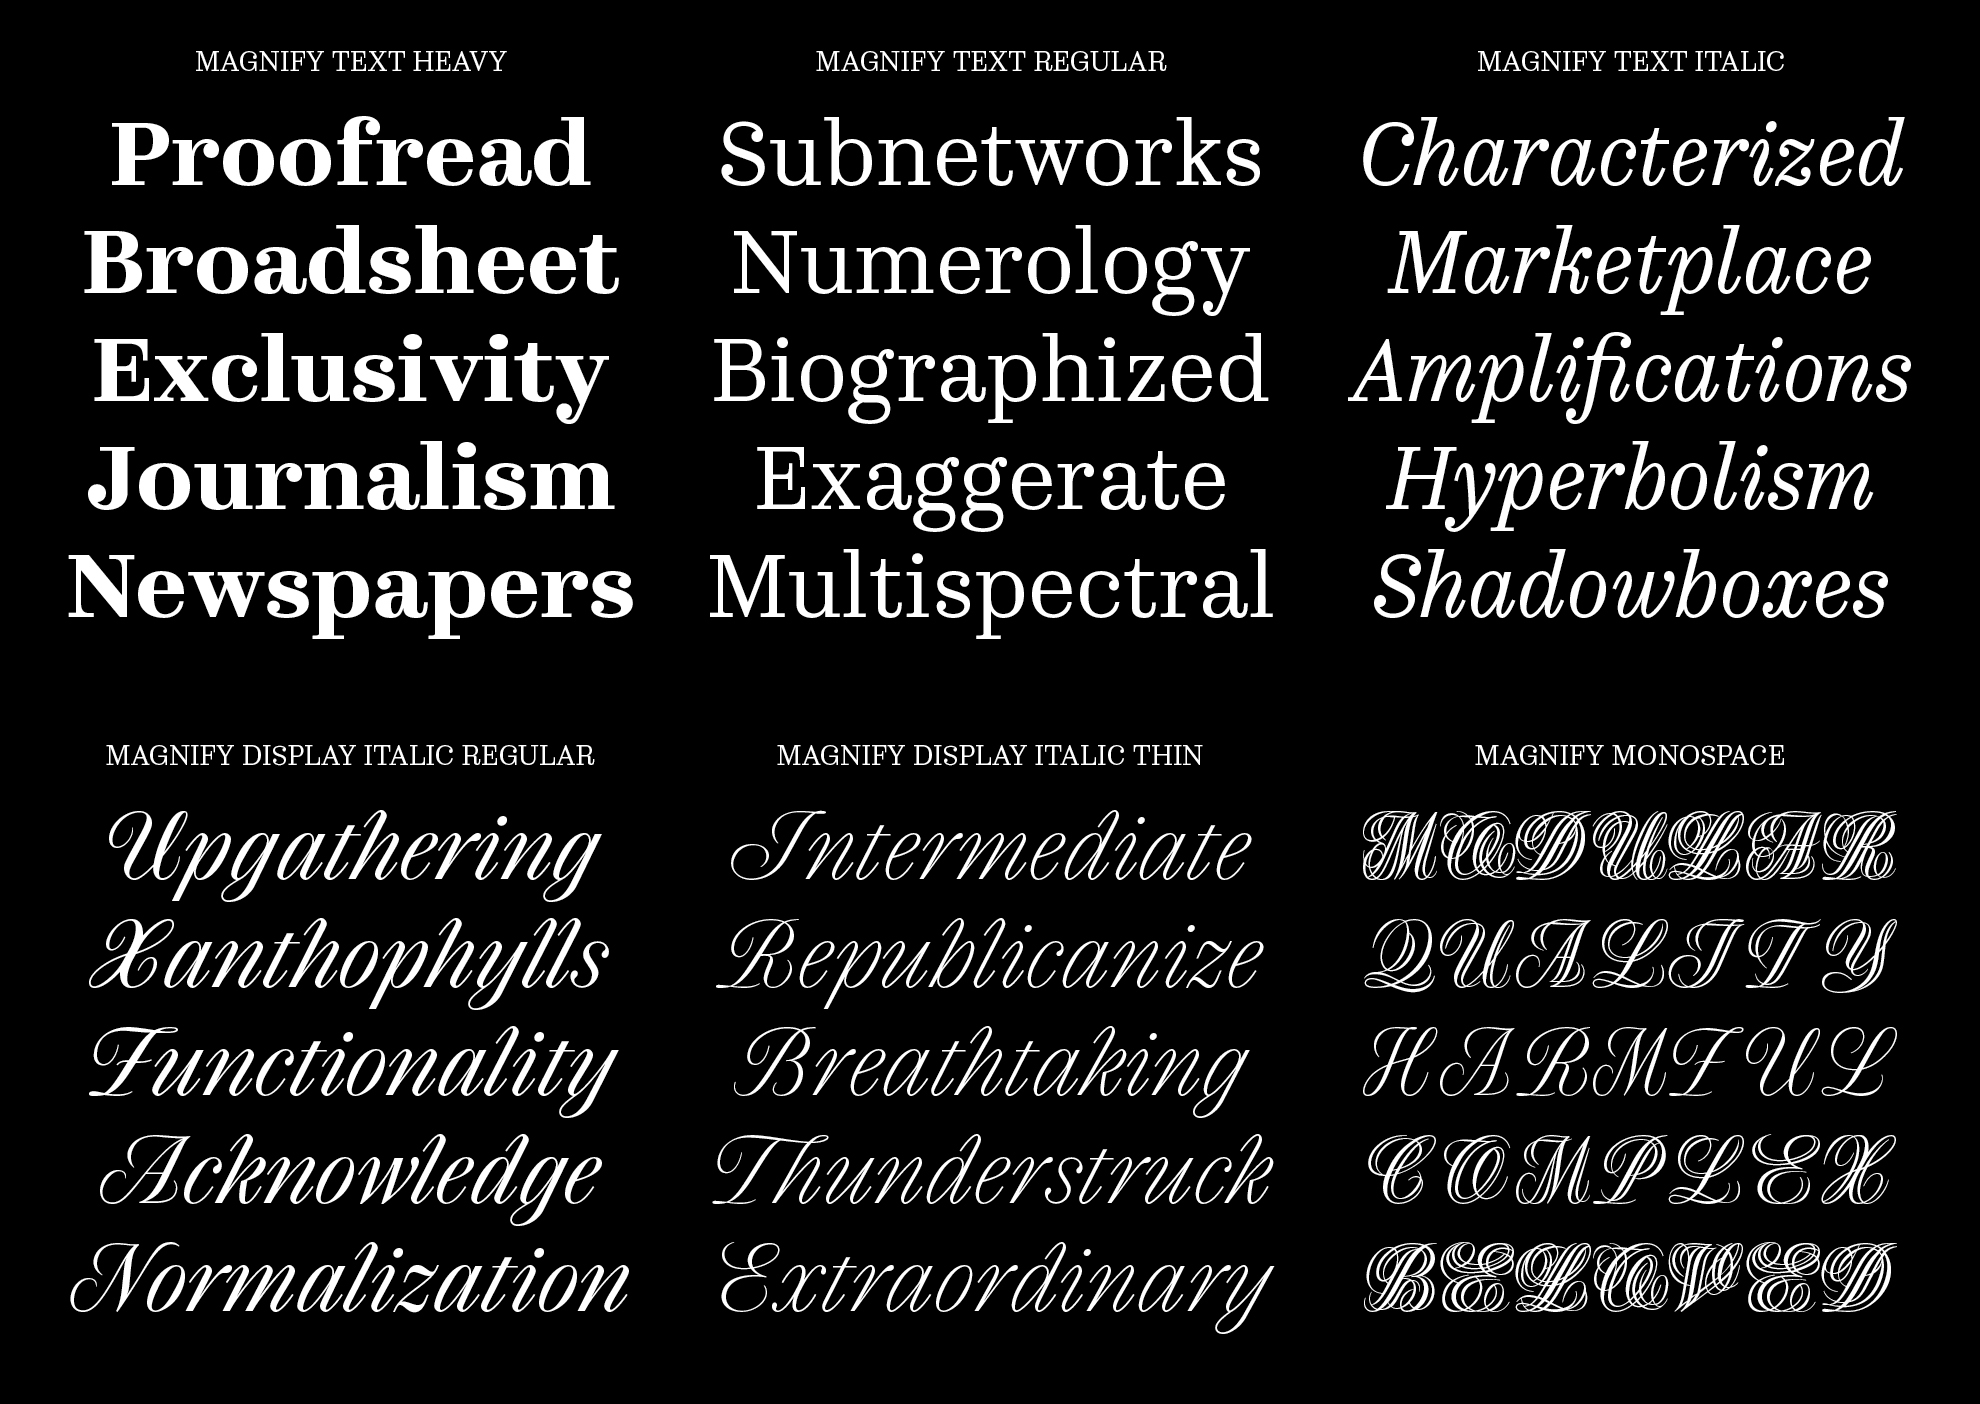 MAGNIFY TEXT HEAVY
Proofread
Broadsheet
Exclusivity
Journalism
Newspapers
MAGNIFY TEXT REGULAR
Subnetworks
Numerology
Biographized
Exaggerate
Multispectral
MAGNIFY TEXT ITALIC
Characterized
Marketplace
Amplifications
Hyperbolism
Shadowboxes
MAGNIFY DISPLAY ITALIC REGULAR
Upgathering
Xanthophylls
Functionality
Acknowledge
Normalization
MAGNIFY DISPLAY ITALIC THIN
Intermediate
Republicanize
Breathtaking
Thunderstruck
Extraordinary
MAGNIFY MONOSPACE
MODULAR
QUALITY
HARMFUL
COMPLEX
BELOVED